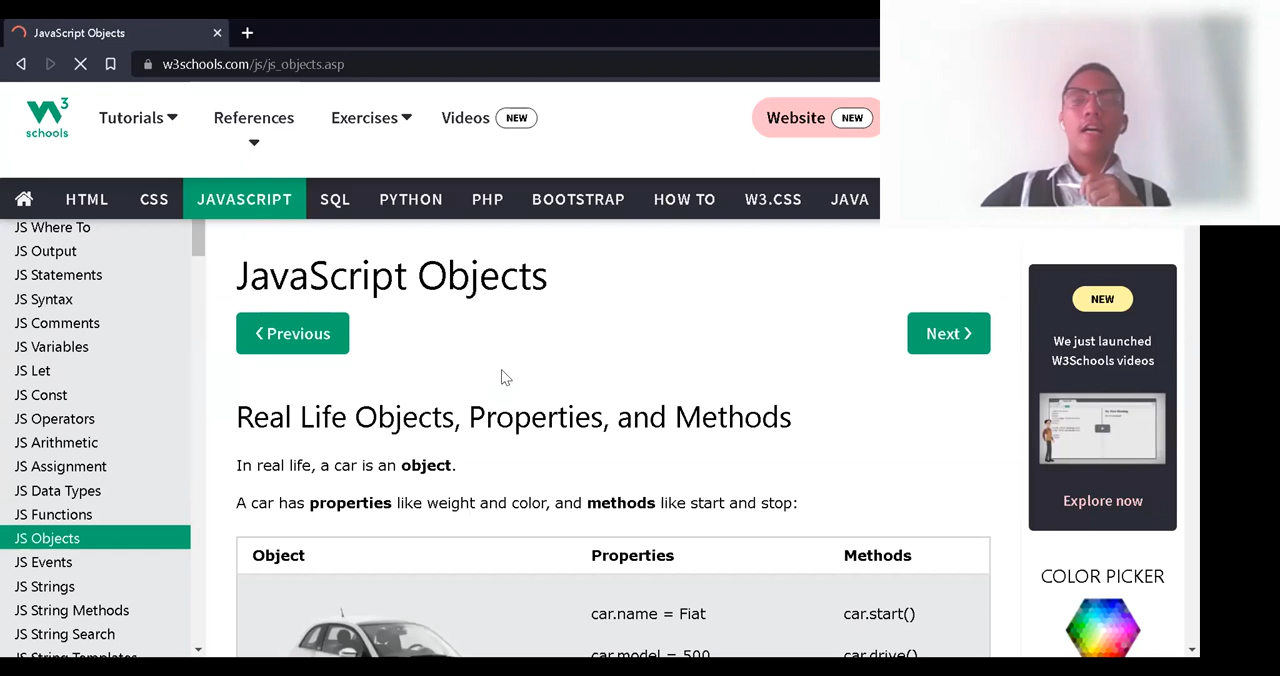 JavaScript Objects
w3schools.com/js/js_objects.asp
W3
schools
Tutorials
References
Exercises
Videos NEW
Website NEW
HTML CSS JAVASCRIPT SQL PYTHON PHP BOOTSTRAP HOW TO W3.CSS JAVA
JS Where To
JS Output
JS Statements
JS Syntax
JS Comments
JS Variables
JS Let
JS Const
JS Operators
JS Arithmetic
JS Assignment
JS Data Types
JS Functions
JS Objects
JS Events
JS Strings
JS String Methods
JS String Search
JS String Templates
JavaScript Objects
❮ Previous
Next ❯
Real Life Objects, Properties, and Methods
In real life, a car is an object.
A car has properties like weight and color, and methods like start and stop:
Object Properties Methods
car.name = Fiat car.start()
car.model = 500 car.drive()
NEW
We just launched
W3Schools videos
Explore now
COLOR PICKER